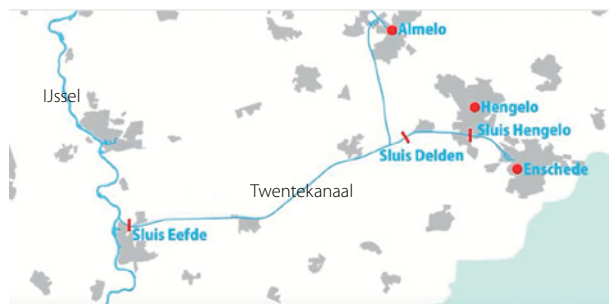 Almelo
IJssel
Hengelo
Sluis Hengelo
Sluis Delden
Enschede
Twentekanaal
Sluis Eefde